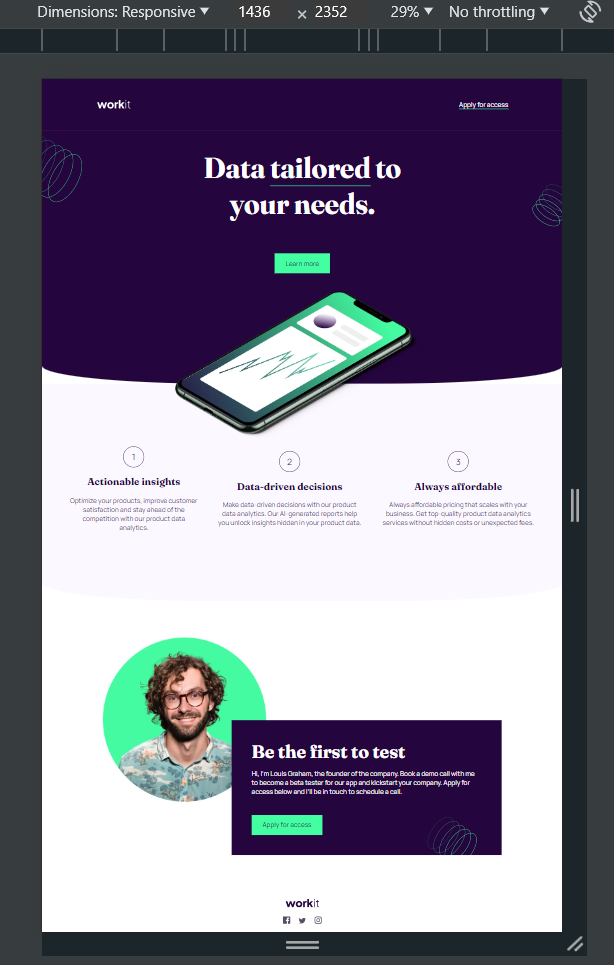 Dimensions: Responsive 1436 × 2352 29% No throttling
workit Apply for access
Data tailored to
your needs.
Learn more
1
Actionable insights
Optimize your products, improve customer
satisfaction and stay ahead of the
competition with our product data
analytics.
2
Data-driven decisions
Make data-driven decisions with our product
data analytics. Our AI-generated reports help
you unlock insights hidden in your product data.
3
Always affordable
Always affordable pricing that scales with your
business. Get top-quality product data analytics
services without hidden costs or unexpected fees.
Be the first to test
Hi, I'm Louis Graham, the founder of the company. Book a demo call with me
to become a beta tester for our app and kickstart your company. Apply for
access below and I'll be in touch to schedule a call.
Apply for access
workit